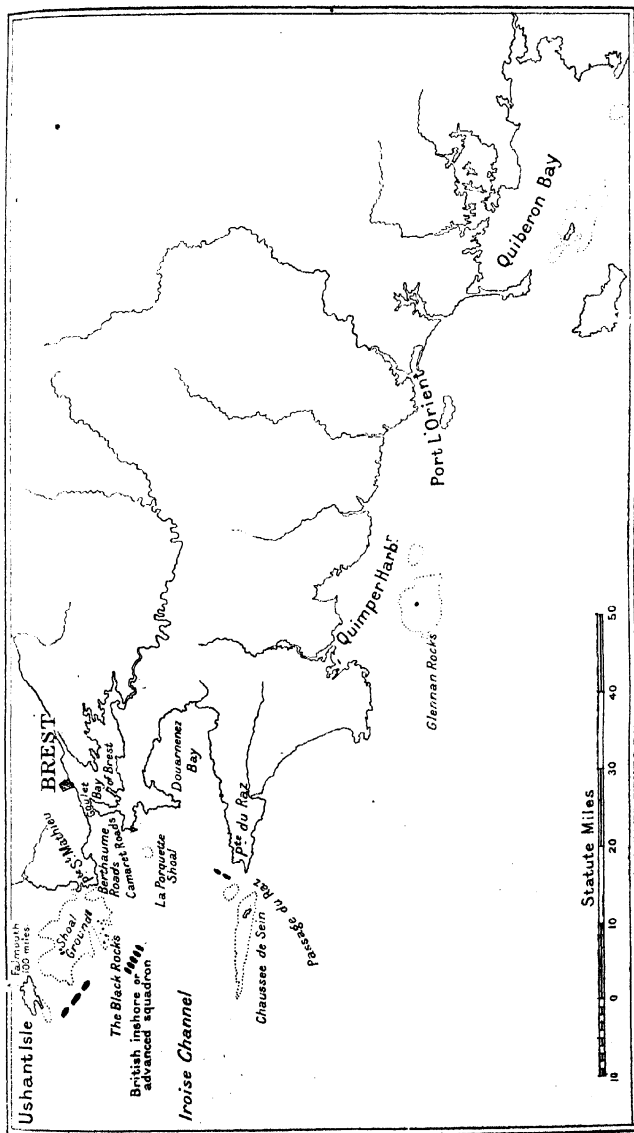 Ushant Isle
Falmouth
100 miles
Shoal
Ground
Pte St Mathieu
BREST
Goulet
Bay
of Brest
Berthaume
Roads
Camaret Roads
The Black Rocks
British inshore or
advanced squadron
Iroise Channel
La Porquette
Shoal
Douarnenez
Bay
Pte du Raz
Chaussee de Sein
Passage du Raz
Quimper Harbr.
Glennan Rocks
Port L'Orient
Quiberon Bay
10 0 10 20 30 40 50
Statute Miles